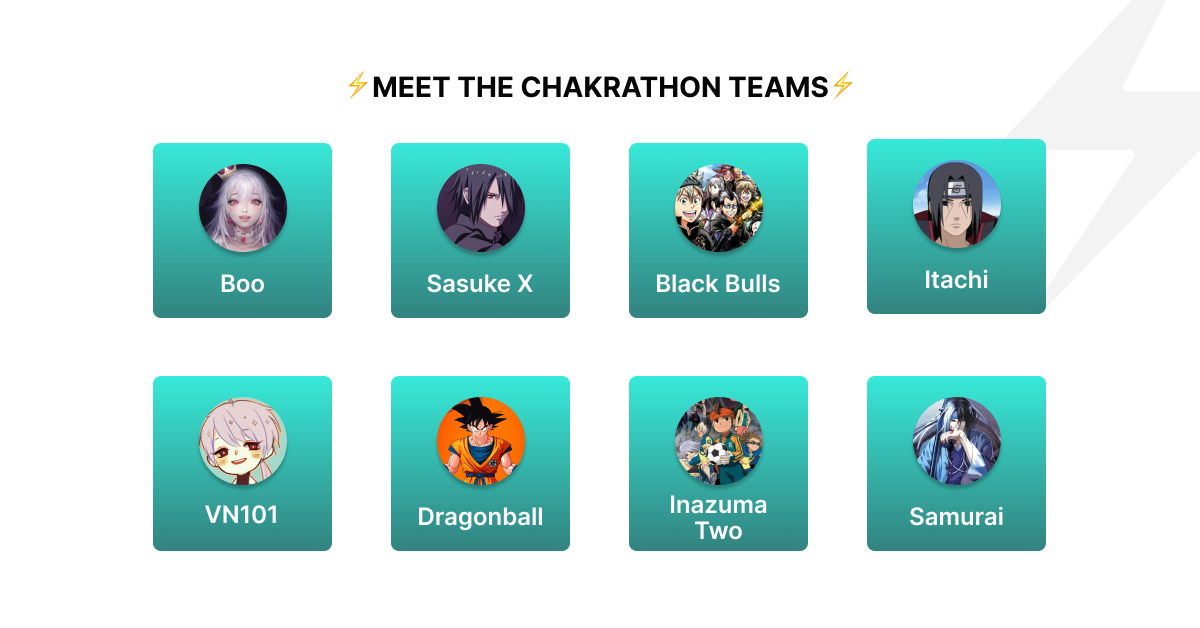 ⚡MEET THE CHAKRATHON TEAMS⚡
Boo
Sasuke X
Black Bulls
Itachi
VN101
Dragonball
Inazuma
Two
Samurai